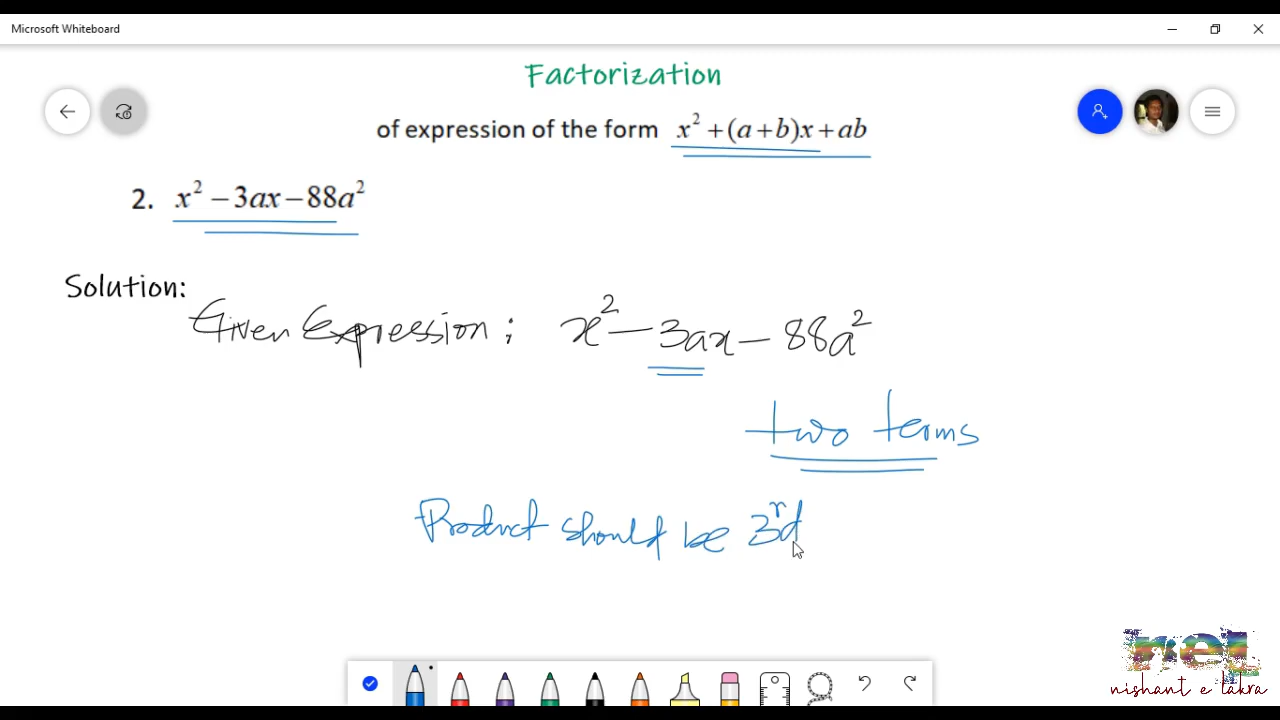 Microsoft Whiteboard
Factorization
of expression of the form x² + (a+b)x + ab
2. x² – 3ax – 88a²
Solution:
Given Expression : x² – 3ax – 88a²
two terms
Product should be 3rd
nel
nishant e lakra